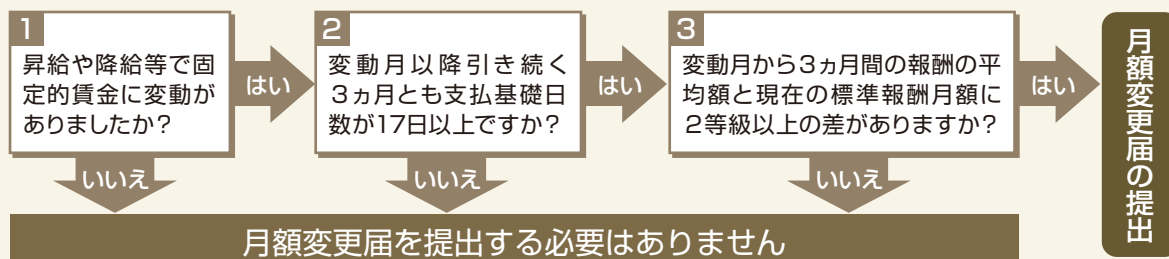 1
昇給や降給等で固
定的賃金に変動が
ありましたか?
はい
いいえ
2
変動月以降引き続く
3ヵ月とも支払基礎日
数が17日以上ですか?
はい
いいえ
3
変動月から3ヵ月間の報酬の平
均額と現在の標準報酬月額に
2等級以上の差がありますか?
はい
いいえ
月額変更届の提出
月額変更届を提出する必要はありません